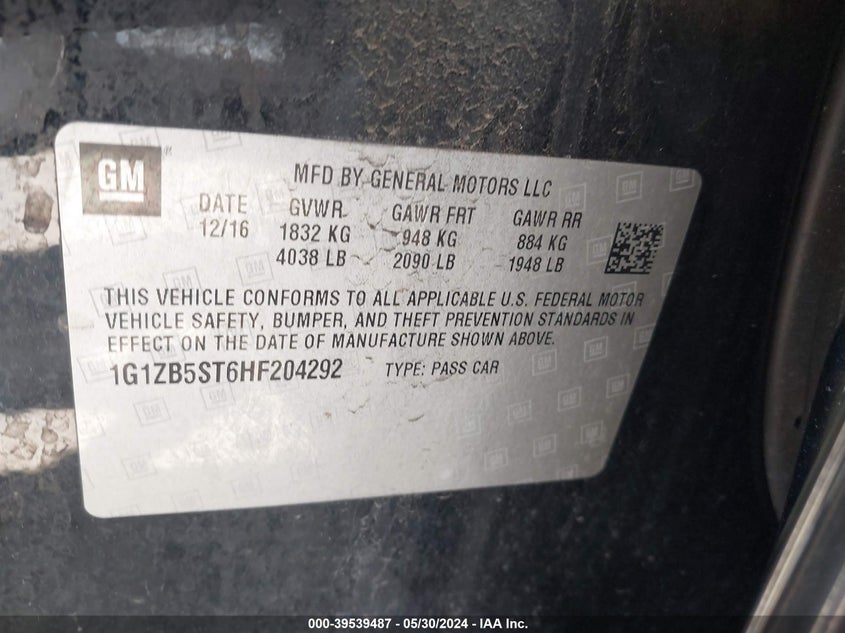 GM
MFD BY GENERAL MOTORS LLC
DATE GVWR GAWR FRT GAWR RR
12/16 1832 KG 948 KG 884 KG
4038 LB 2090 LB 1948 LB
THIS VEHICLE CONFORMS TO ALL APPLICABLE U.S. FEDERAL MOTOR
VEHICLE SAFETY, BUMPER, AND THEFT PREVENTION STANDARDS IN
EFFECT ON THE DATE OF MANUFACTURE SHOWN ABOVE.
1G1ZB5ST6HF204292 TYPE: PASS CAR
000-39539487 - 05/30/2024 - IAA Inc.